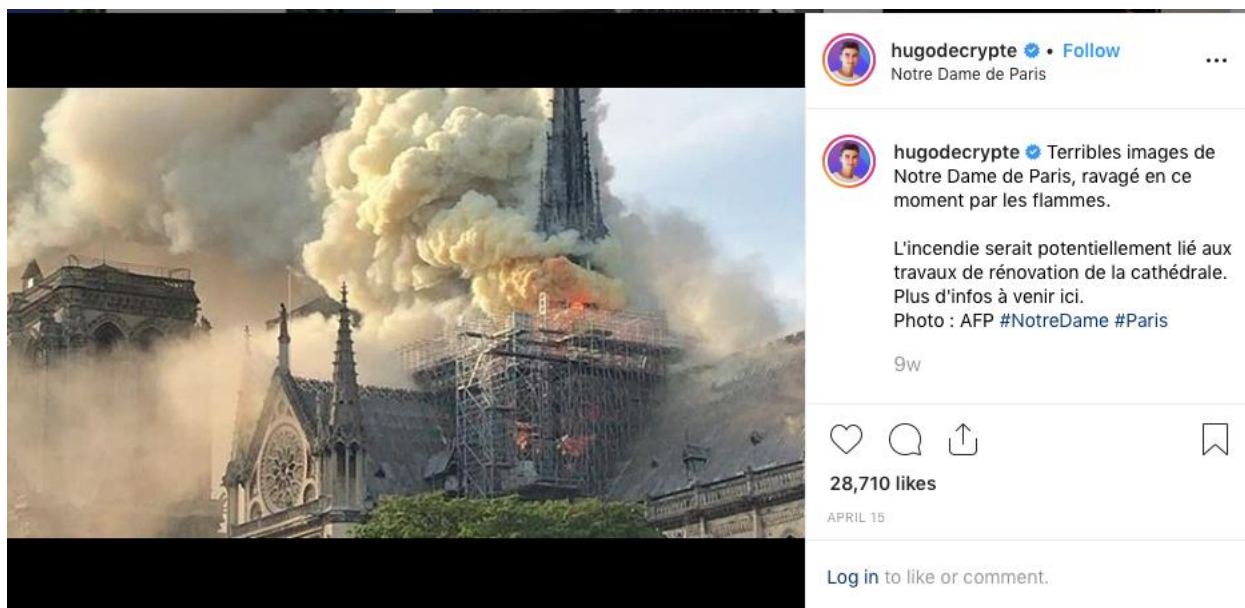 hugodecrypte • Follow
Notre Dame de Paris
hugodecrypte Terribles images de
Notre Dame de Paris, ravagé en ce
moment par les flammes.
L'incendie serait potentiellement lié aux
travaux de rénovation de la cathédrale.
Plus d'infos à venir ici.
Photo : AFP #NotreDame #Paris
9w
28,710 likes
APRIL 15
Log in to like or comment.